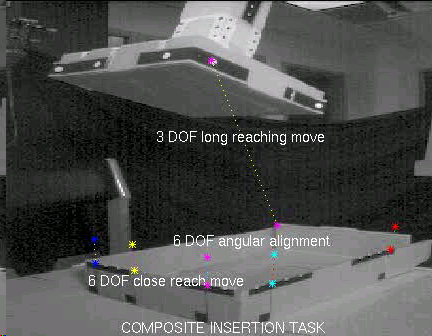 3 DOF long reaching move
6 DOF angular alignment
6 DOF close reach move
COMPOSITE INSERTION TASK